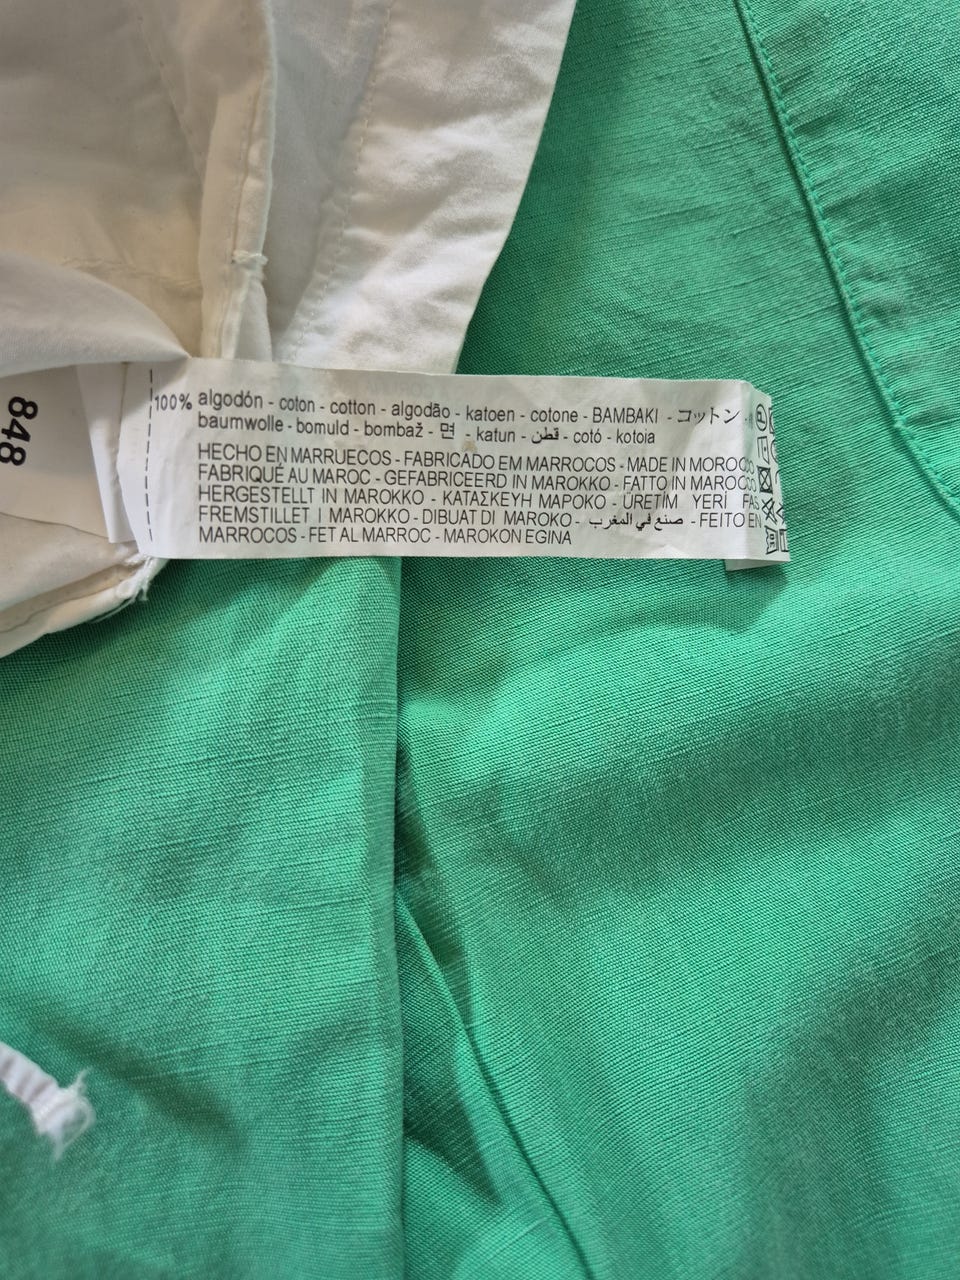 100% algodón - coton - cotton - algodão - katoen - cotone - BAMBAKI - コットン -
baumwolle - bomuld - bombaž - 면 - katun - قطن - cotó - kotoia
HECHO EN MARRUECOS - FABRICADO EM MARROCOS - MADE IN MOROCCO
FABRIQUÉ AU MAROC - GEFABRICEERD IN MAROKKO - FATTO IN MAROCCO
HERGESTELLT IN MAROKKO - ΚΑΤΑΣΚΕΥΗ ΜΑΡΟΚΟ - ÜRETİM YERİ FAS
FREMSTILLET I MAROKKO - DIBUAT DI MAROKO - صنع في المغرب - FEITO EN
MARROCOS - FET AL MARROC - MAROKON EGINA
848